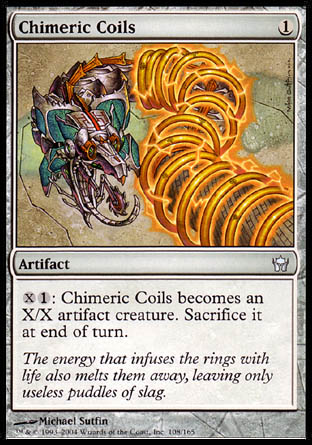 Chimeric Coils 1
Artifact
X 1: Chimeric Coils becomes an
X/X artifact creature. Sacrifice it
at end of turn.
The energy that infuses the rings with
life also melts them away, leaving only
useless puddles of slag.
Michael Sutfin
™ & © 1993-2004 Wizards of the Coast, Inc. 108/165